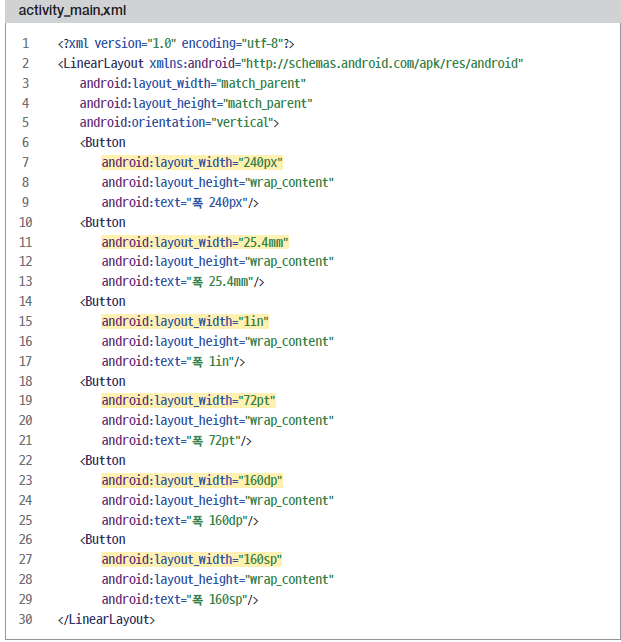 activity_main.xml
1 <?xml version="1.0" encoding="utf-8"?>
2 <LinearLayout xmlns:android="http://schemas.android.com/apk/res/android"
3 android:layout_width="match_parent"
4 android:layout_height="match_parent"
5 android:orientation="vertical">
6 <Button
7 android:layout_width="240px"
8 android:layout_height="wrap_content"
9 android:text="폭 240px"/>
10 <Button
11 android:layout_width="25.4mm"
12 android:layout_height="wrap_content"
13 android:text="폭 25.4mm"/>
14 <Button
15 android:layout_width="1in"
16 android:layout_height="wrap_content"
17 android:text="폭 1in"/>
18 <Button
19 android:layout_width="72pt"
20 android:layout_height="wrap_content"
21 android:text="폭 72pt"/>
22 <Button
23 android:layout_width="160dp"
24 android:layout_height="wrap_content"
25 android:text="폭 160dp"/>
26 <Button
27 android:layout_width="160sp"
28 android:layout_height="wrap_content"
29 android:text="폭 160sp"/>
30 </LinearLayout>